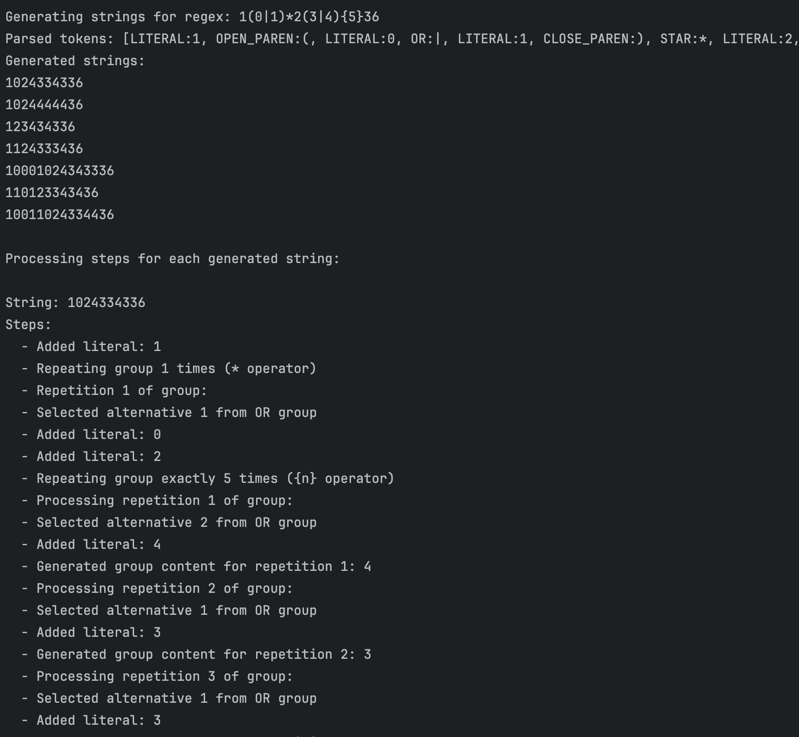 Generating strings for regex: 1(0|1)*2(3|4){5}36
Parsed tokens: [LITERAL:1, OPEN_PAREN:(, LITERAL:0, OR:|, LITERAL:1, CLOSE_PAREN:), STAR:*, LITERAL:2,
Generated strings:
1024334336
1024444436
123434336
1124333436
10001024343336
110123343436
10011024334436
Processing steps for each generated string:
String: 1024334336
Steps:
- Added literal: 1
- Repeating group 1 times (* operator)
- Repetition 1 of group:
- Selected alternative 1 from OR group
- Added literal: 0
- Added literal: 2
- Repeating group exactly 5 times ({n} operator)
- Processing repetition 1 of group:
- Selected alternative 2 from OR group
- Added literal: 4
- Generated group content for repetition 1: 4
- Processing repetition 2 of group:
- Selected alternative 1 from OR group
- Added literal: 3
- Generated group content for repetition 2: 3
- Processing repetition 3 of group:
- Selected alternative 1 from OR group
- Added literal: 3